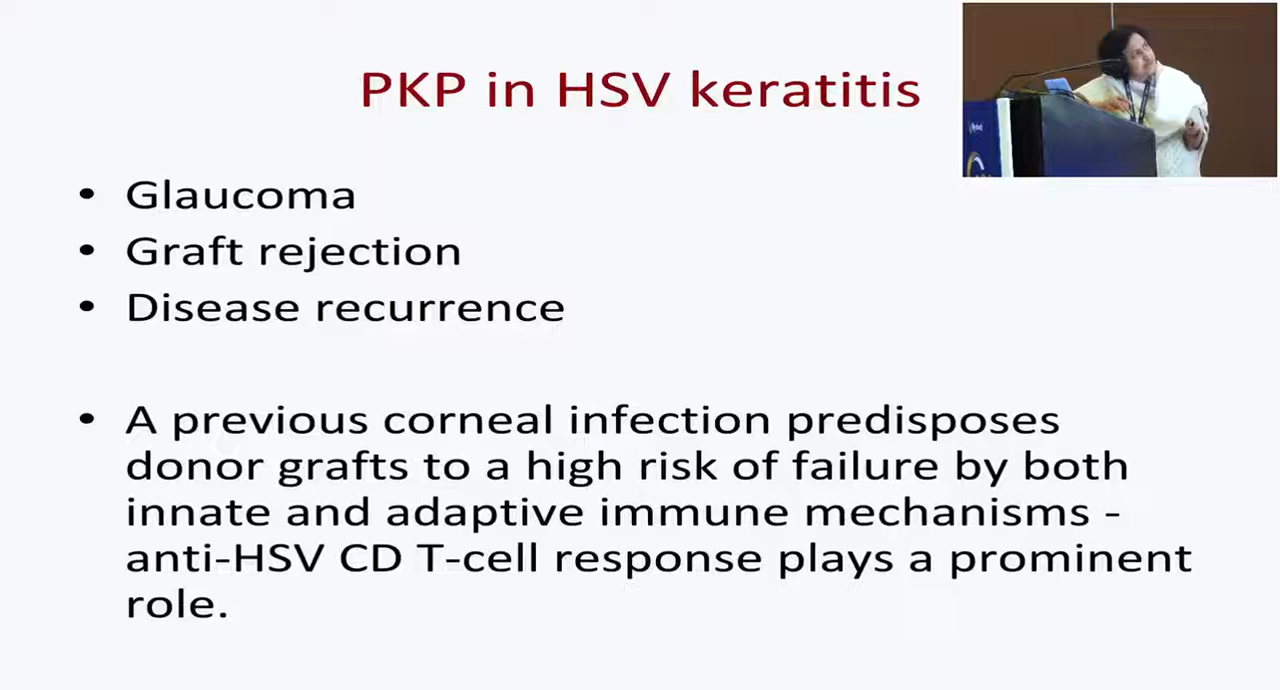 PKP in HSV keratitis
• Glaucoma
• Graft rejection
• Disease recurrence
• A previous corneal infection predisposes
donor grafts to a high risk of failure by both
innate and adaptive immune mechanisms -
anti-HSV CD T-cell response plays a prominent
role.